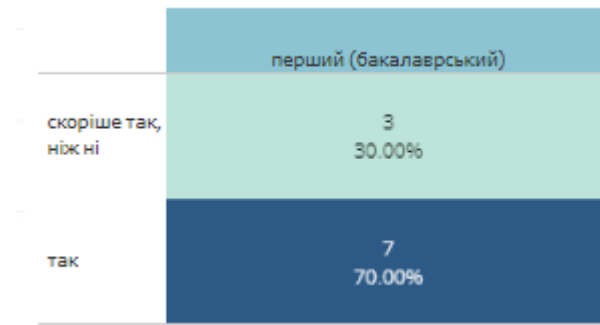 перший (бакалаврський)
скоріше так,
ніж ні
3
30.00%
так
7
70.00%